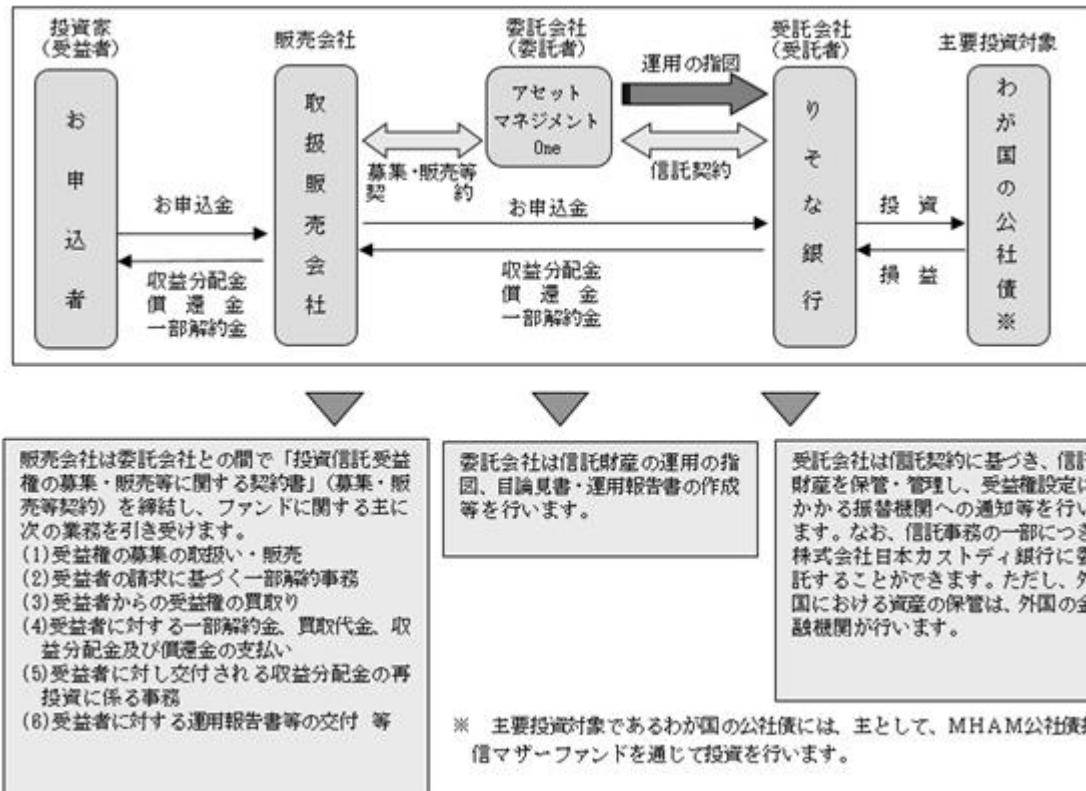 投資家
(受益者)
販売会社
委託会社
(委託者)
受託会社
(受託者)
主要投資対象
お申込者
取扱販売会社
アセット
マネジメント
One
りそな銀行
わが国の公社債※
運用の指図
募集・販売等
契 約
信託契約
お申込金
収益分配金
償 還 金
一部解約金
お申込金
収益分配金
償 還 金
一部解約金
投 資
損 益
販売会社は委託会社との間で「投資信託受益
権の募集・販売等に関する契約書」(募集・販
売等契約)を締結し、ファンドに関する主に
次の業務を引き受けます。
(1)受益権の募集の取扱い・販売
(2)受益者の請求に基づく一部解約事務
(3)受益者からの受益権の買取り
(4)受益者に対する一部解約金、買取代金、収
益分配金及び償還金の支払い
(5)受益者に対し交付される収益分配金の再
投資に係る事務
(6)受益者に対する運用報告書等の交付 等
委託会社は信託財産の運用の指
図、目論見書・運用報告書の作成
等を行います。
受託会社は信託契約に基づき、信託
財産を保管・管理し、受益権設定に
かかる振替機関への通知等を行い
ます。なお、信託事務の一部につき
株式会社日本カストディ銀行に委
託することができます。ただし、外
国における資産の保管は、外国の金
融機関が行います。
※ 主要投資対象であるわが国の公社債には、主として、MHAM公社債投
信マザーファンドを通じて投資を行います。